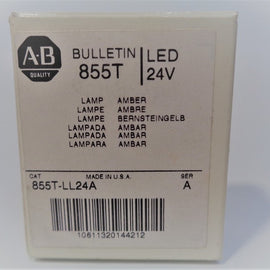 A-B
QUALITY
BULLETIN
855T
LED
24V
LAMP AMBER
LAMPE AMBRE
LAMPE BERNSTEINGELB
LAMPADA AMBAR
LAMPADA AMBAR
LAMPARA AMBAR
CAT MADE IN U.S.A. SER
855T-LL24A A
10611320144212